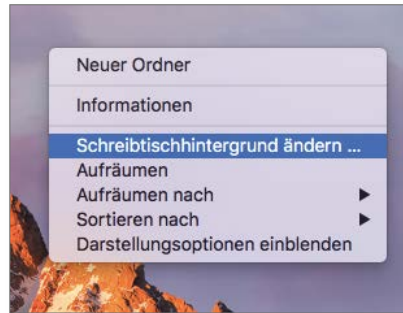 Neuer Ordner
Informationen
Schreibtischhintergrund ändern ...
Aufräumen
Aufräumen nach
Sortieren nach
Darstellungsoptionen einblenden